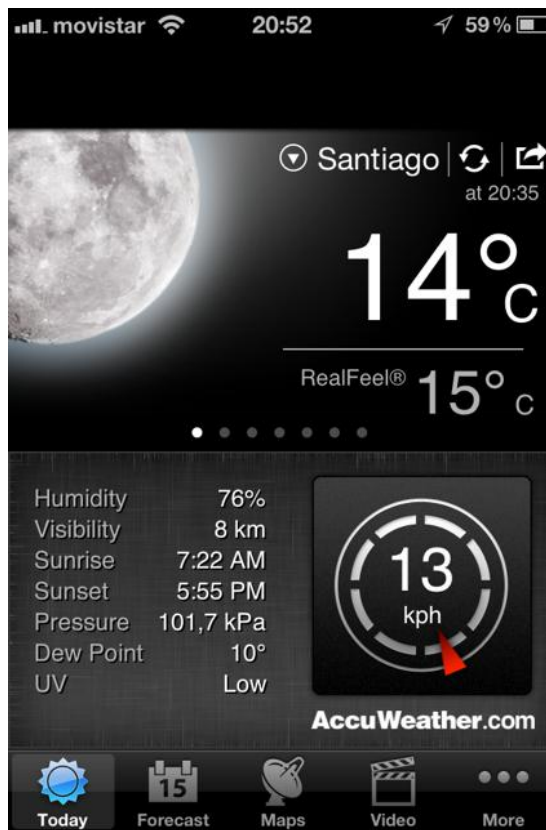 movistar 20:52 59%
Santiago
at 20:35
14°C
RealFeel® 15°C
Humidity 76%
Visibility 8 km
Sunrise 7:22 AM
Sunset 5:55 PM
Pressure 101,7 kPa
Dew Point 10°
UV Low
13
kph
AccuWeather.com
15
Today Forecast Maps Video More